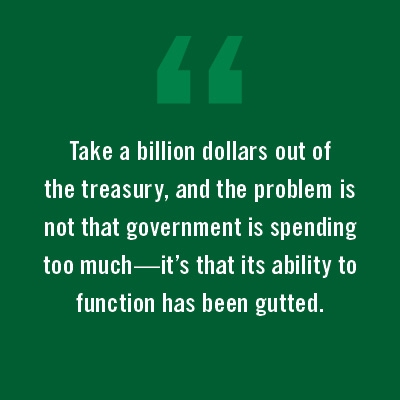 “
Take a billion dollars out of
the treasury, and the problem is
not that government is spending
too much—it’s that its ability to
function has been gutted.